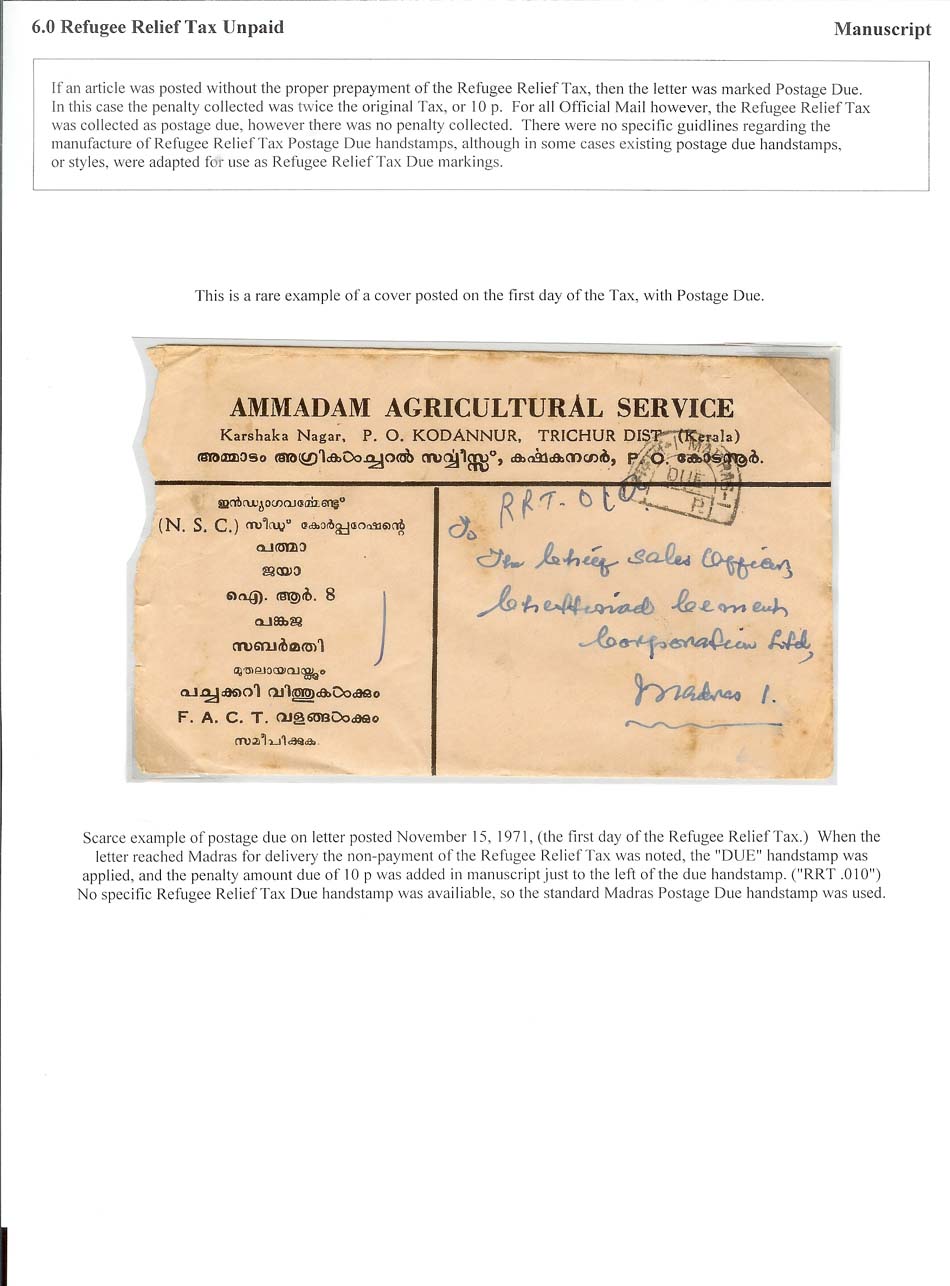 6.0 Refugee Relief Tax Unpaid
Manuscript
If an article was posted without the proper prepayment of the Refugee Relief Tax, then the letter was marked Postage Due.
In this case the penalty collected was twice the original Tax, or 10 p. For all Official Mail however, the Refugee Relief Tax
was collected as postage due, however there was no penalty collected. There were no specific guidlines regarding the
manufacture of Refugee Relief Tax Postage Due handstamps, although in some cases existing postage due handstamps,
or styles, were adapted for use as Refugee Relief Tax Due markings.
This is a rare example of a cover posted on the first day of the Tax, with Postage Due.
AMMADAM AGRICULTURAL SERVICE
Karshaka Nagar, P. O. KODANNUR, TRICHUR DIST. (Kerala)
അമ്മാടം അഗ്രികൾച്ചറൽ സർവ്വീസ്സ്, കർഷകനഗർ, P. O. കോടന്നൂർ.
MADRAS-1
DUE
P.
RRT-010
ഇൻഡ്യാഗവർമ്മേണ്ട്
(N. S. C.) സീഡ് കോർപ്പറേഷന്റെ
പത്മാ
ജയാ
ഐ. ആർ. 8
പങ്കജ
സബർമതി
മുതലായവയ്ക്കും
പച്ചക്കറി വിത്തുകൾക്കും
F. A. C. T. വളങ്ങൾക്കും
സമീപിക്കുക
To
The Chief Sales Officer,
Chettinad Cement
Corporation Ltd,
Madras 1.
Scarce example of postage due on letter posted November 15, 1971, (the first day of the Refugee Relief Tax.) When the
letter reached Madras for delivery the non-payment of the Refugee Relief Tax was noted, the "DUE" handstamp was
applied, and the penalty amount due of 10 p was added in manuscript just to the left of the due handstamp. ("RRT .010")
No specific Refugee Relief Tax Due handstamp was availiable, so the standard Madras Postage Due handstamp was used.